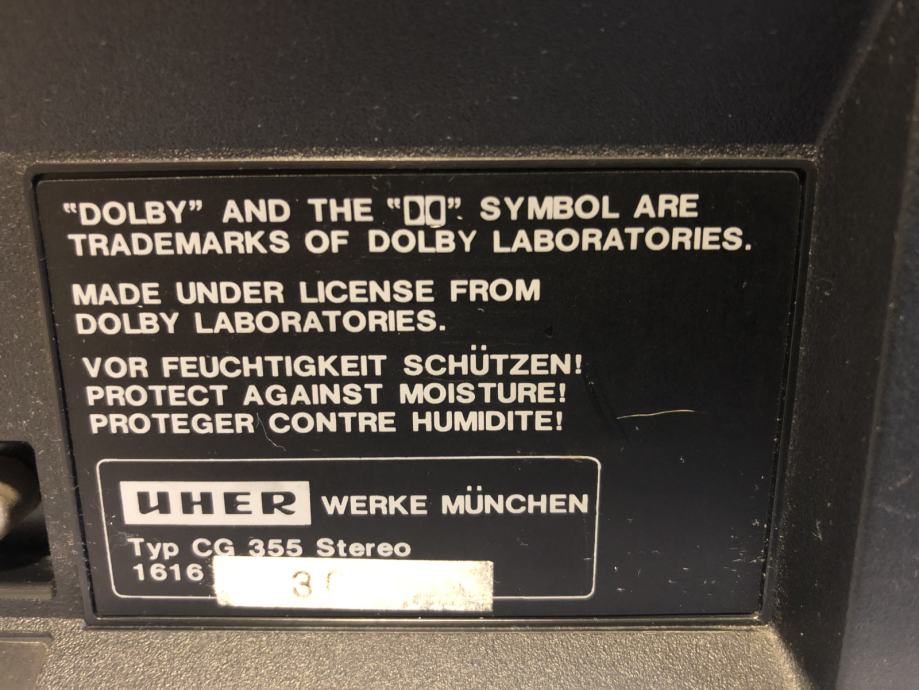 "DOLBY" AND THE "DD" SYMBOL ARE
TRADEMARKS OF DOLBY LABORATORIES.
MADE UNDER LICENSE FROM
DOLBY LABORATORIES.
VOR FEUCHTIGKEIT SCHÜTZEN!
PROTECT AGAINST MOISTURE!
PROTEGER CONTRE HUMIDITE!
UHER WERKE MÜNCHEN
Typ CG 355 Stereo
1616